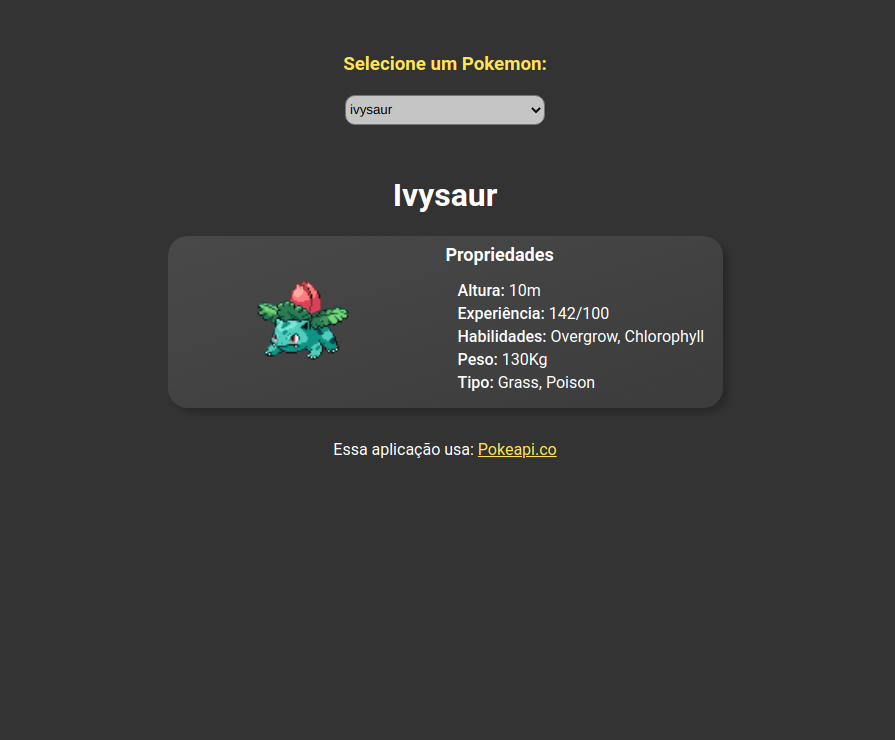 Selecione um Pokemon:
ivysaur
Ivysaur
Propriedades
Altura: 10m
Experiência: 142/100
Habilidades: Overgrow, Chlorophyll
Peso: 130Kg
Tipo: Grass, Poison
Essa aplicação usa: Pokeapi.co